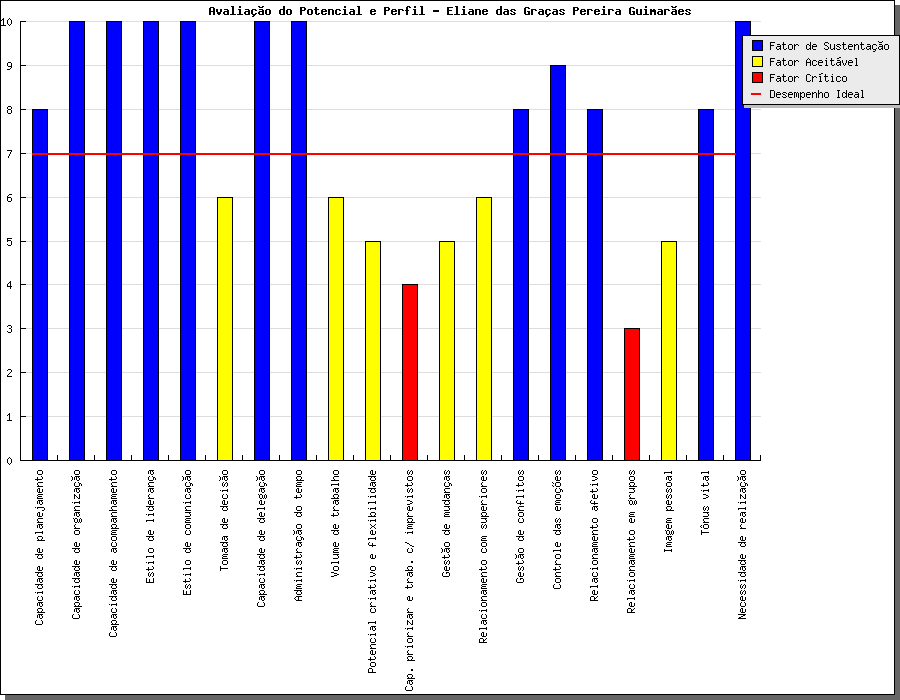 Avaliação do Potencial e Perfil - Eliane das Graças Pereira Guimarães
Fator de Sustentação
Fator Aceitável
Fator Crítico
Desempenho Ideal
10
9
8
7
6
5
4
3
2
1
0
Capacidade de planejamento
Capacidade de organização
Capacidade de acompanhamento
Estilo de liderança
Estilo de comunicação
Tomada de decisão
Capacidade de delegação
Administração do tempo
Volume de trabalho
Potencial criativo e flexibilidade
Cap. priorizar e trab. c/ imprevistos
Gestão de mudanças
Relacionamento com superiores
Gestão de conflitos
Controle das emoções
Relacionamento afetivo
Relacionamento em grupos
Imagem pessoal
Tônus vital
Necessidade de realização